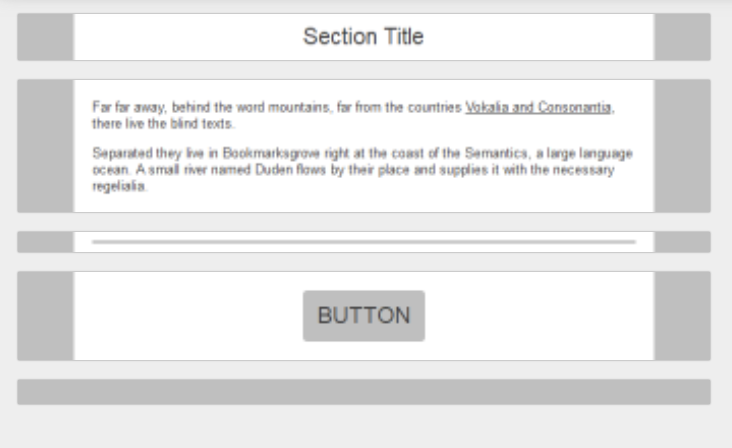 Section Title
Far far away, behind the word mountains, far from the countries Vokalia and Consonantia,
there live the blind texts.
Separated they live in Bookmarksgrove right at the coast of the Semantics, a large language
ocean. A small river named Duden flows by their place and supplies it with the necessary
regelialia.
BUTTON